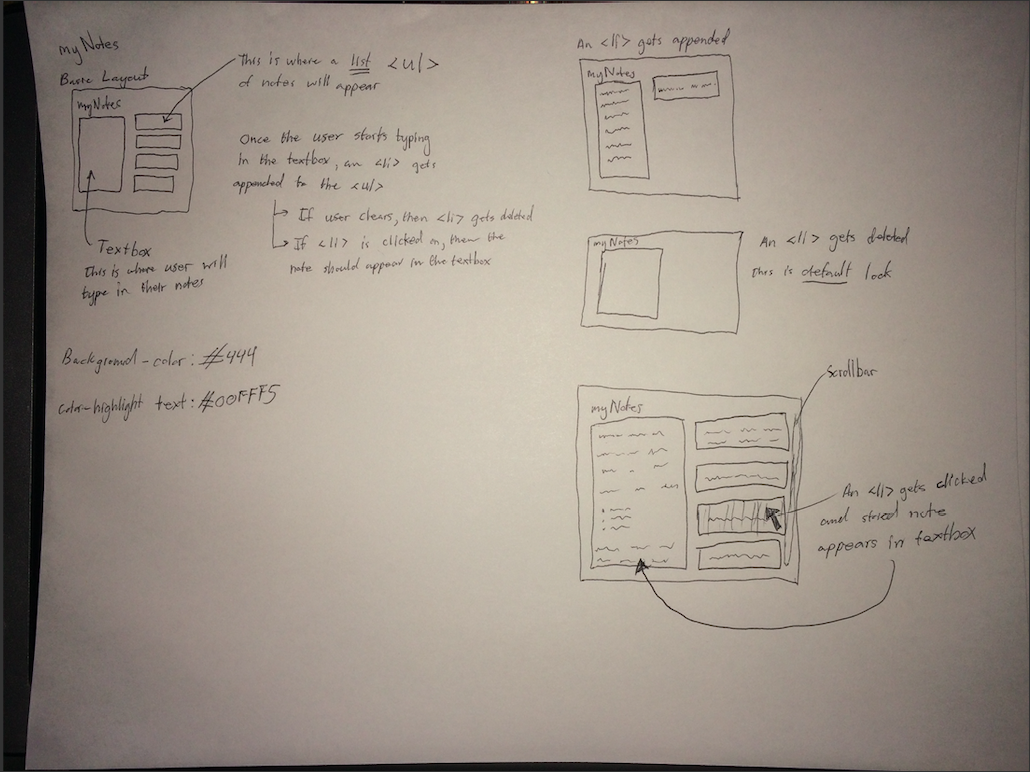 myNotes
Basic Layout
myNotes
This is where a list <ul>
of notes will appear
Once the user starts typing
in the textbox, an <li> gets
appended to the <ul>
If user clears, then <li> gets deleted
If <li> is clicked on, then the
note should appear in the textbox
Textbox
This is where user will
type in their notes
Background-color: #444
color-highlight text: #00FFF5
An <li> gets appended
myNotes
myNotes
An <li> gets deleted
this is default look
Scrollbar
myNotes
An <li> gets clicked
and stored note
appears in textbox